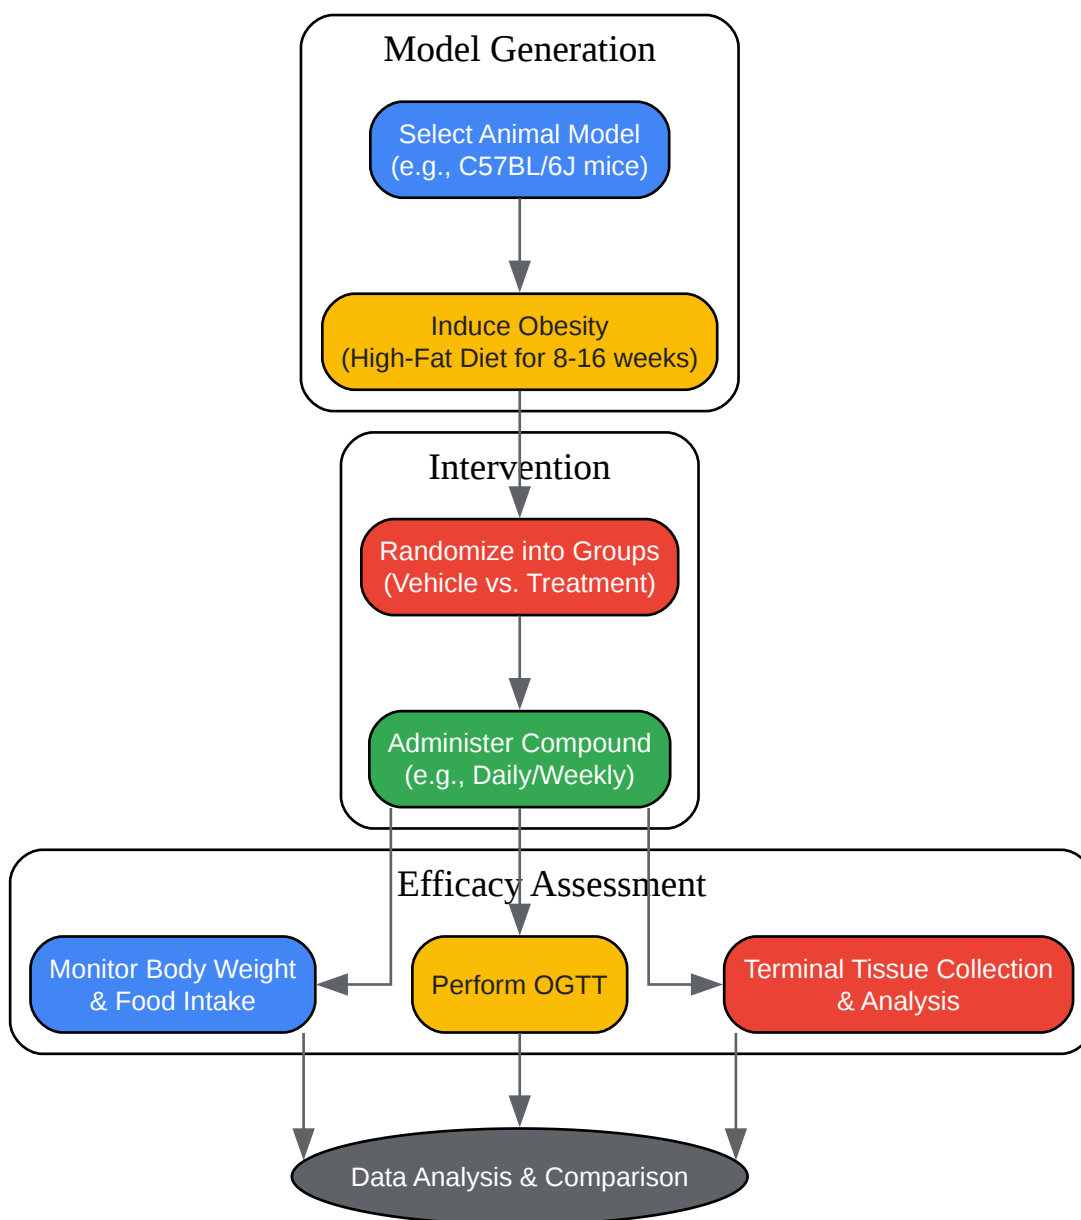 Model Generation
Select Animal Model
(e.g., C57BL/6J mice)
Induce Obesity
(High-Fat Diet for 8-16 weeks)
Intervention
Randomize into Groups
(Vehicle vs. Treatment)
Administer Compound
(e.g., Daily/Weekly)
Efficacy Assessment
Monitor Body Weight
& Food Intake
Perform OGTT
Terminal Tissue Collection
& Analysis
Data Analysis & Comparison